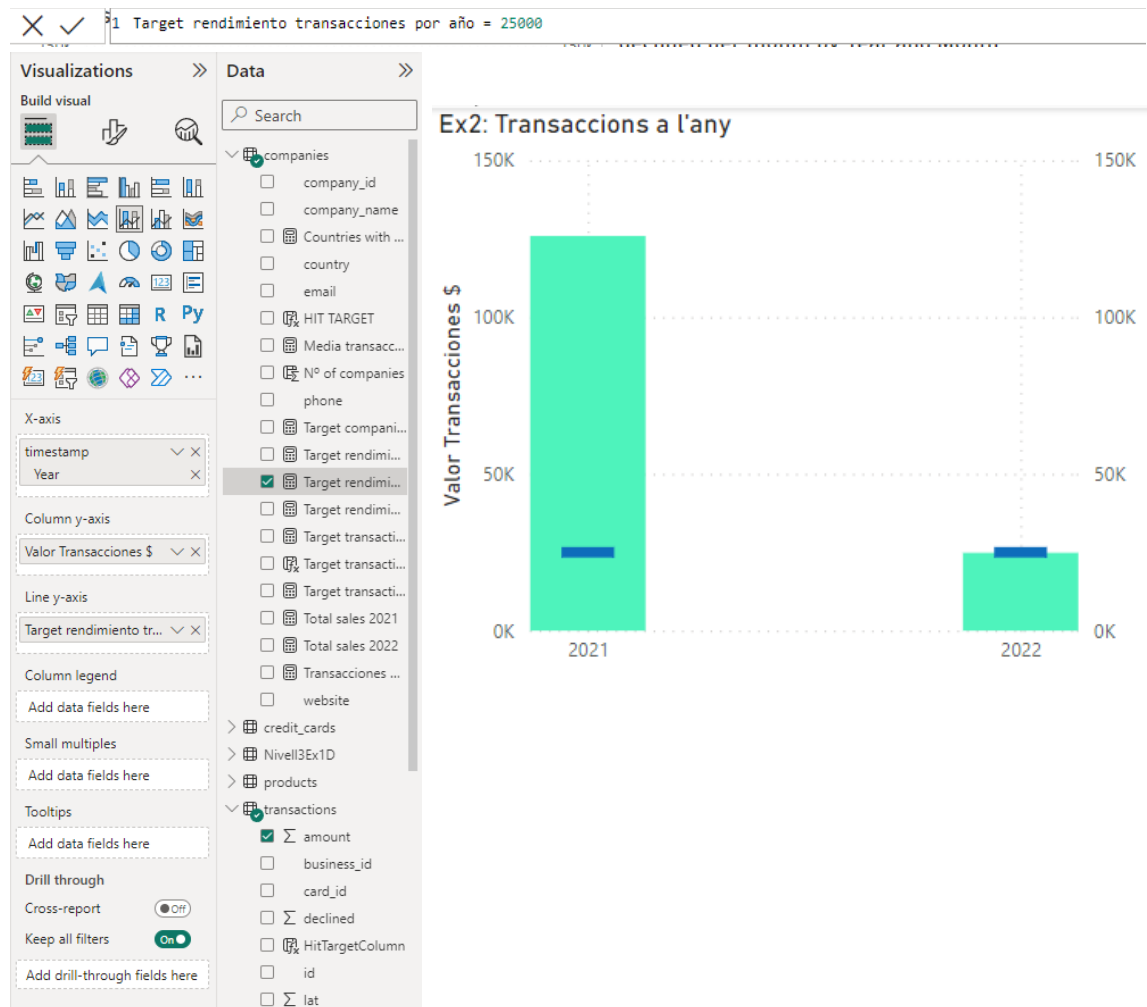 1 Target rendimiento transacciones por año = 25000
Visualizations
Build visual
R
Py
123
123
X-axis
timestamp
Year
Column y-axis
Valor Transacciones $
Line y-axis
Target rendimiento tr...
Column legend
Add data fields here
Small multiples
Add data fields here
Tooltips
Add data fields here
Drill through
Cross-report
Off
Keep all filters
On
Add drill-through fields here
Data
Search
companies
company_id
company_name
Countries with ...
country
email
HIT TARGET
Media transacc...
Nº of companies
phone
Target compani...
Target rendimi...
Target rendimi...
Target rendimi...
Target transacti...
Target transacti...
Target transacti...
Total sales 2021
Total sales 2022
Transacciones ...
website
credit_cards
Nivell3Ex1D
products
transactions
amount
business_id
card_id
declined
HitTargetColumn
id
lat
Ex2: Transaccions a l'any
Valor Transacciones $
150K
100K
50K
0K
150K
100K
50K
0K
2021
2022